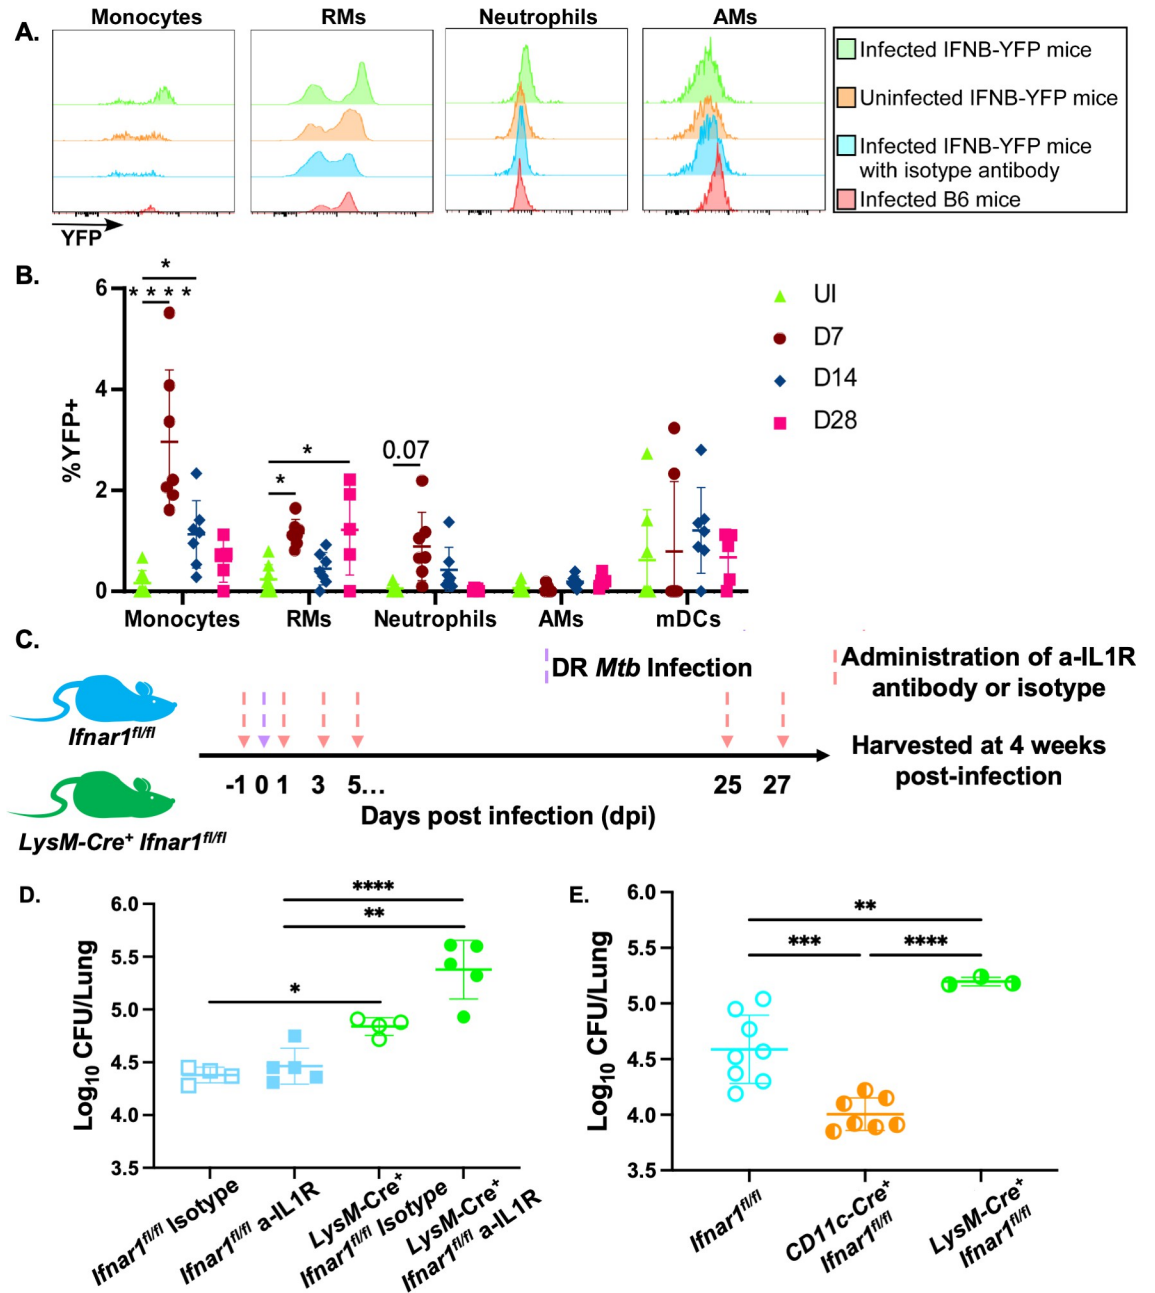 A.
Monocytes
RMs
Neutrophils
AMs
Infected IFNB-YFP mice
Uninfected IFNB-YFP mice
Infected IFNB-YFP mice
with isotype antibody
Infected B6 mice
YFP
B.
%YFP+
6
4
2
0
*
* * * *
*
*
0.07
UI
D7
D14
D28
Monocytes
RMs
Neutrophils
AMs
mDCs
C.
Ifnar1fl/fl
LysM-Cre+ Ifnar1fl/fl
DR Mtb Infection
Administration of a-IL1R
antibody or isotype
Harvested at 4 weeks
post-infection
-1 0 1 3 5... 25 27
Days post infection (dpi)
D.
Log10 CFU/Lung
6.0
5.5
5.0
4.5
4.0
3.5
****
**
*
Ifnar1fl/fl Isotype
Ifnar1fl/fl a-IL1R
LysM-Cre+
Ifnar1fl/fl Isotype
LysM-Cre+
Ifnar1fl/fl a-IL1R
E.
Log10 CFU/Lung
6.0
5.5
5.0
4.5
4.0
3.5
**
***
****
Ifnar1fl/fl
CD11c-Cre+
Ifnar1fl/fl
LysM-Cre+
Ifnar1fl/fl